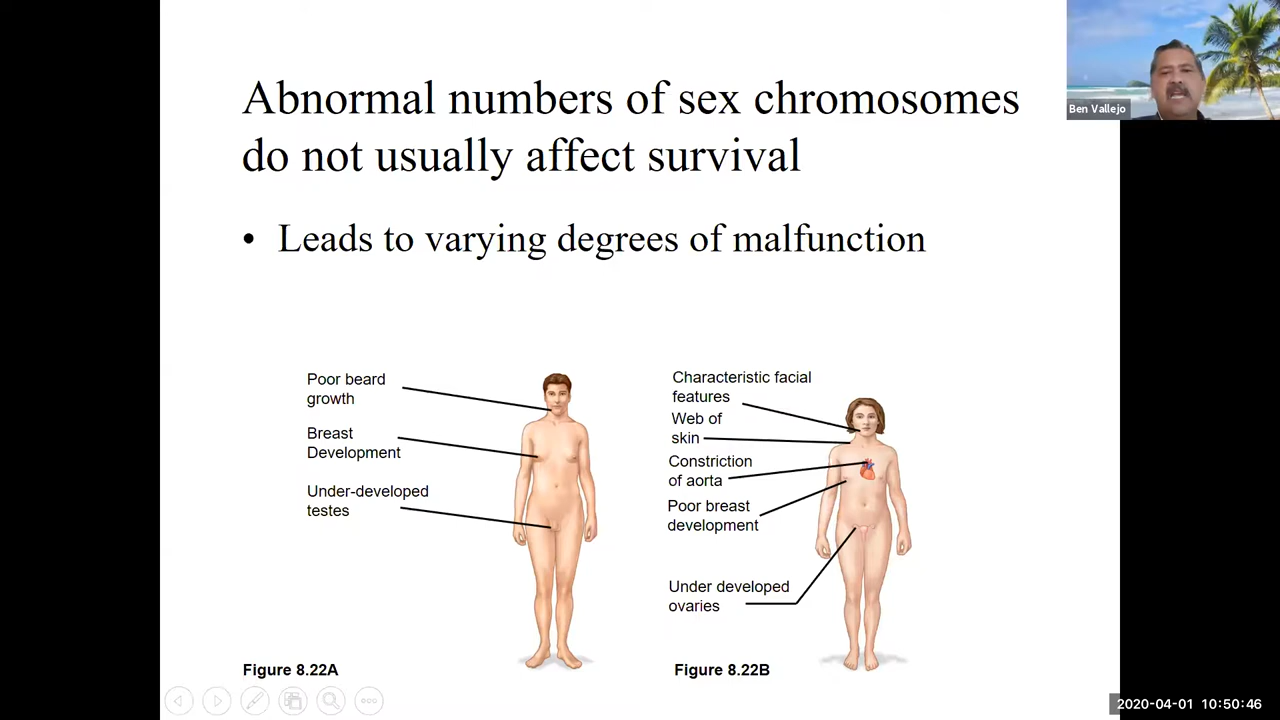 Abnormal numbers of sex chromosomes
do not usually affect survival
• Leads to varying degrees of malfunction
Poor beard
growth
Breast
Development
Under-developed
testes
Figure 8.22A
Characteristic facial
features
Web of
skin
Constriction
of aorta
Poor breast
development
Under developed
ovaries
Figure 8.22B
Ben Vallejo
2020-04-01 10:50:46